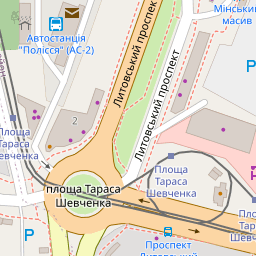 Автостанція
"Полісся" (АС-2)
Литовський проспект
Мінський
масив
Литовський проспект
2
Площа
Тараса
Шевченка
Площа
Тараса
Шевченка
площа Тараса
Шевченка
Проспект
Литовський